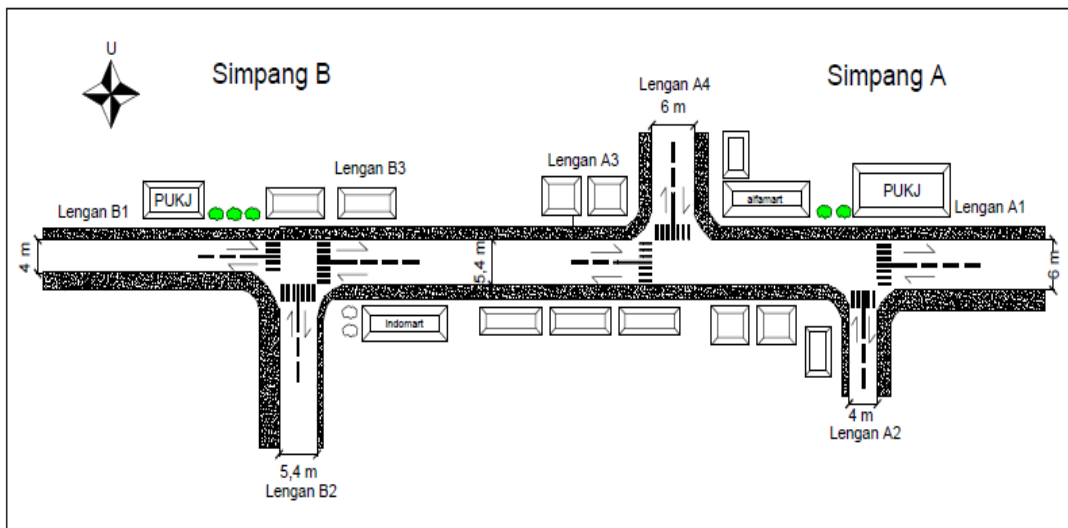 U
Simpang B
Simpang A
Lengan A4
6 m
Lengan B3
Lengan A3
PUKJ
PUKJ
alfamart
Lengan B1
Lengan A1
4 m
5,4 m
6 m
Indomart
4 m
Lengan A2
5,4 m
Lengan B2